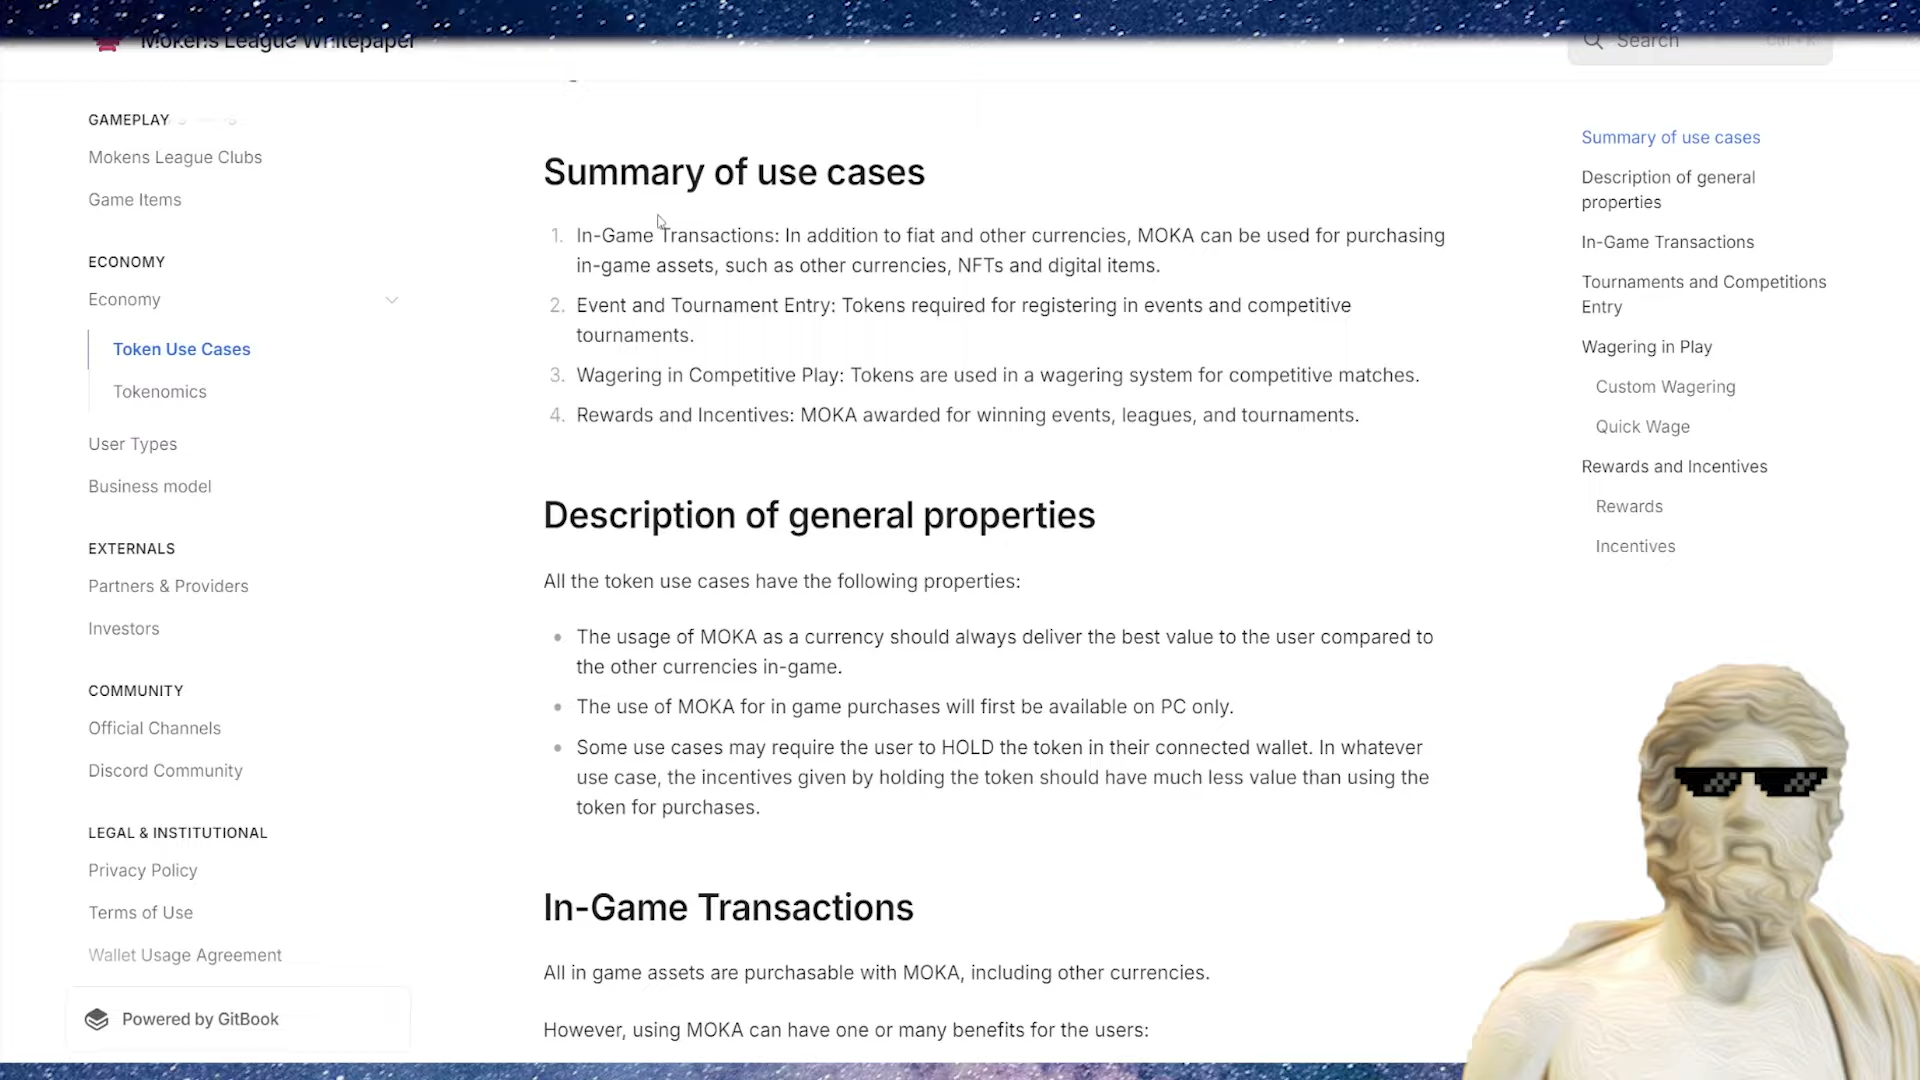 Mokens League Whitepaper
Search
Ctrl + K
GAMEPLAY
Mokens League Clubs
Game Items
ECONOMY
Economy
Token Use Cases
Tokenomics
User Types
Business model
EXTERNALS
Partners & Providers
Investors
COMMUNITY
Official Channels
Discord Community
LEGAL & INSTITUTIONAL
Privacy Policy
Terms of Use
Wallet Usage Agreement
Powered by GitBook
Summary of use cases
1. In-Game Transactions: In addition to fiat and other currencies, MOKA can be used for purchasing
in-game assets, such as other currencies, NFTs and digital items.
2. Event and Tournament Entry: Tokens required for registering in events and competitive
tournaments.
3. Wagering in Competitive Play: Tokens are used in a wagering system for competitive matches.
4. Rewards and Incentives: MOKA awarded for winning events, leagues, and tournaments.
Description of general properties
All the token use cases have the following properties:
• The usage of MOKA as a currency should always deliver the best value to the user compared to
the other currencies in-game.
• The use of MOKA for in game purchases will first be available on PC only.
• Some use cases may require the user to HOLD the token in their connected wallet. In whatever
use case, the incentives given by holding the token should have much less value than using the
token for purchases.
In-Game Transactions
All in game assets are purchasable with MOKA, including other currencies.
However, using MOKA can have one or many benefits for the users:
Summary of use cases
Description of general
properties
In-Game Transactions
Tournaments and Competitions
Entry
Wagering in Play
Custom Wagering
Quick Wage
Rewards and Incentives
Rewards
Incentives